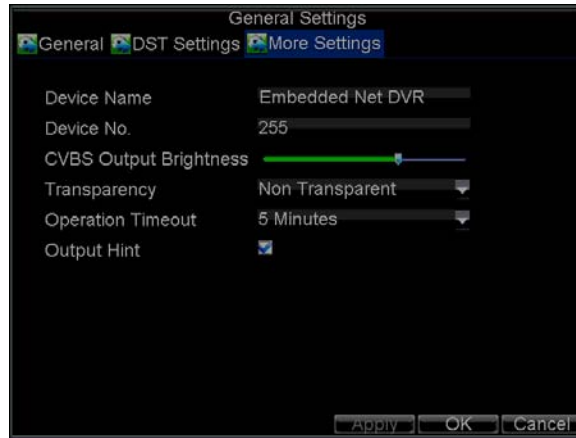 General Settings
General DST Settings More Settings
Device Name Embedded Net DVR
Device No. 255
CVBS Output Brightness
Transparency Non Transparent
Operation Timeout 5 Minutes
Output Hint
Apply OK Cancel